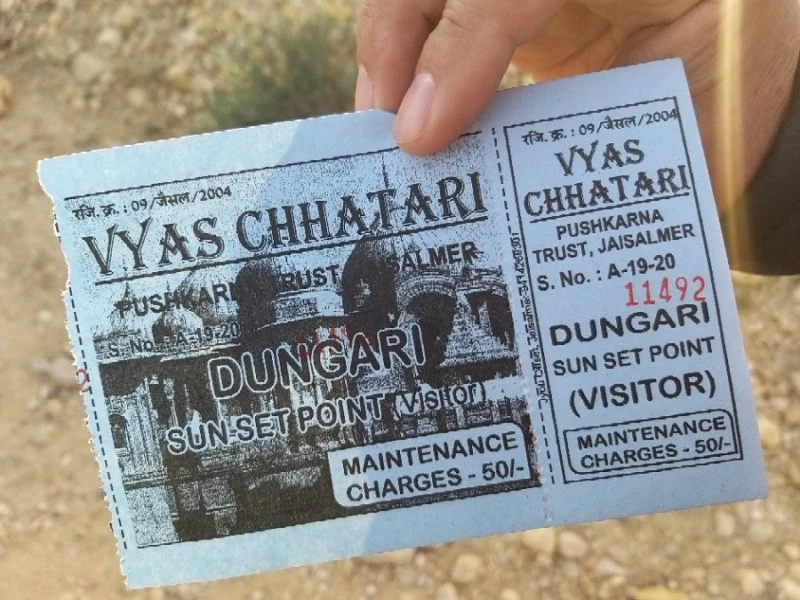 रजि. क्र. : 09/जैसल/2004
VYAS CHHATARI
PUSHKARNA TRUST, JAISALMER
S. No. : A-19-20
DUNGARI
SUN-SET POINT (Visitor)
MAINTENANCE
CHARGES - 50/-
रजि. क्र. : 09/जैसल/2004
VYAS
CHHATARI
PUSHKARNA
TRUST, JAISALMER
S. No. : A-19-20
11492
DUNGARI
SUN SET POINT
(VISITOR)
MAINTENANCE
CHARGES - 50/-